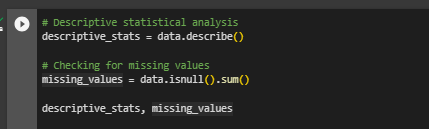 # Descriptive statistical analysis
descriptive_stats = data.describe()
# Checking for missing values
missing_values = data.isnull().sum()
descriptive_stats, missing_values